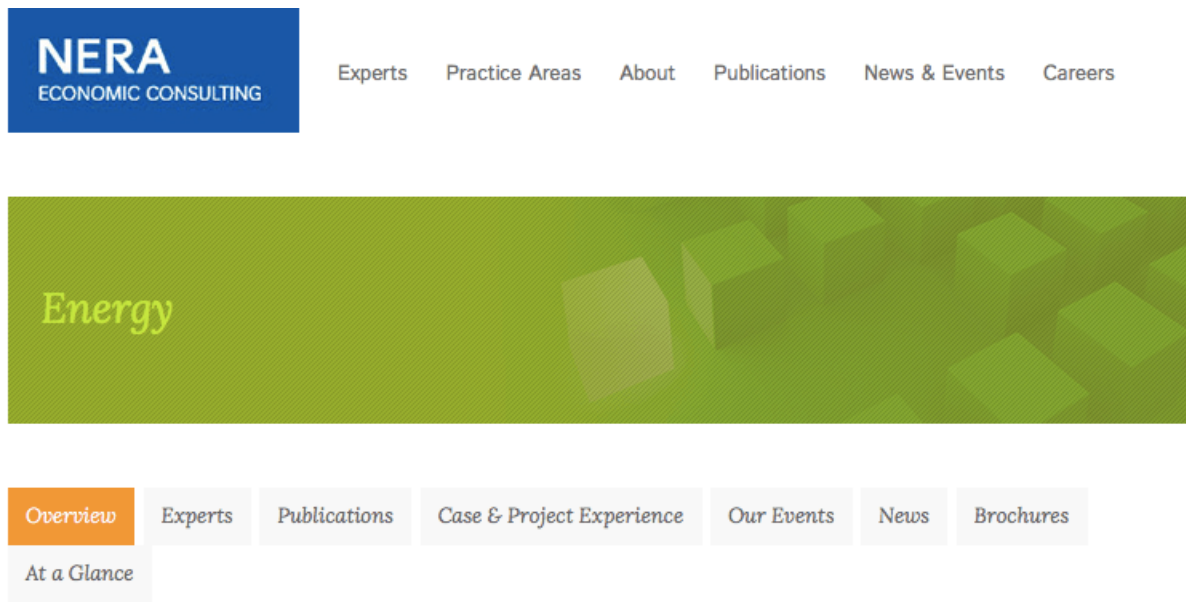 NERA
ECONOMIC CONSULTING
Experts Practice Areas About Publications News & Events Careers
Energy
Overview Experts Publications Case & Project Experience Our Events News Brochures
At a Glance